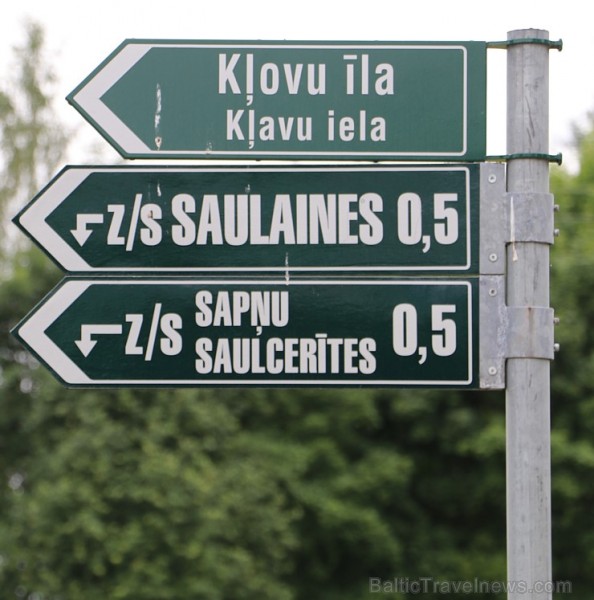 Kļovu īla
Kļavu iela
z/s SAULAINES 0,5
z/s SAPŅU SAULCERĪTES 0,5
BalticTravelnews.com